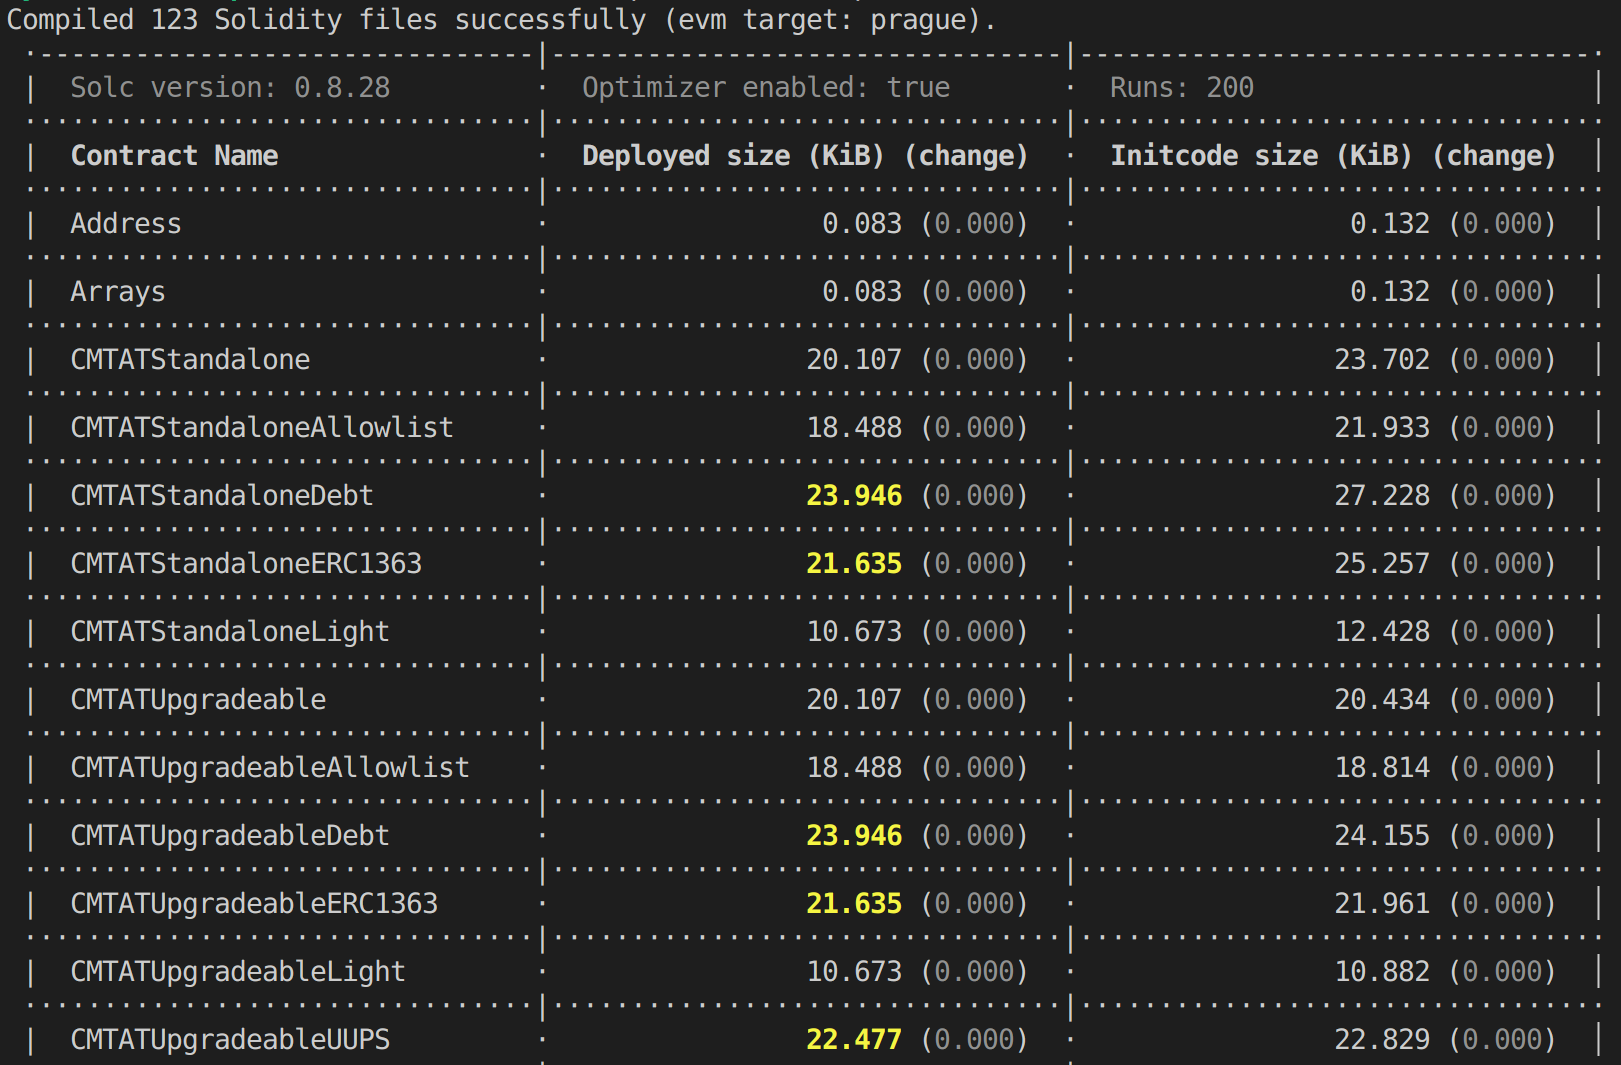 Compiled 123 Solidity files successfully (evm target: prague).
| Solc version: 0.8.28 · Optimizer enabled: true · Runs: 200 |
| Contract Name · Deployed size (KiB) (change) · Initcode size (KiB) (change) |
| Address · 0.083 (0.000) · 0.132 (0.000) |
| Arrays · 0.083 (0.000) · 0.132 (0.000) |
| CMTATStandalone · 20.107 (0.000) · 23.702 (0.000) |
| CMTATStandaloneAllowlist · 18.488 (0.000) · 21.933 (0.000) |
| CMTATStandaloneDebt · 23.946 (0.000) · 27.228 (0.000) |
| CMTATStandaloneERC1363 · 21.635 (0.000) · 25.257 (0.000) |
| CMTATStandaloneLight · 10.673 (0.000) · 12.428 (0.000) |
| CMTATUpgradeable · 20.107 (0.000) · 20.434 (0.000) |
| CMTATUpgradeableAllowlist · 18.488 (0.000) · 18.814 (0.000) |
| CMTATUpgradeableDebt · 23.946 (0.000) · 24.155 (0.000) |
| CMTATUpgradeableERC1363 · 21.635 (0.000) · 21.961 (0.000) |
| CMTATUpgradeableLight · 10.673 (0.000) · 10.882 (0.000) |
| CMTATUpgradeableUUPS · 22.477 (0.000) · 22.829 (0.000) |